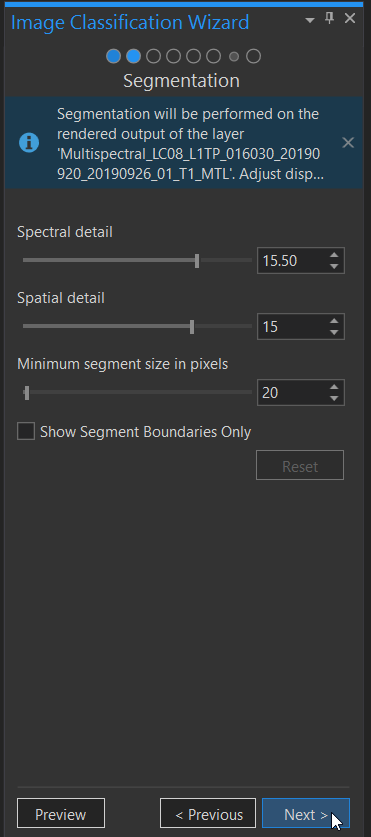 Image Classification Wizard
Segmentation
Segmentation will be performed on the
rendered output of the layer
'Multispectral_LC08_L1TP_016030_20190
920_20190926_01_T1_MTL'. Adjust disp...
Spectral detail
15.50
Spatial detail
15
Minimum segment size in pixels
20
Show Segment Boundaries Only
Reset
Preview
< Previous
Next >